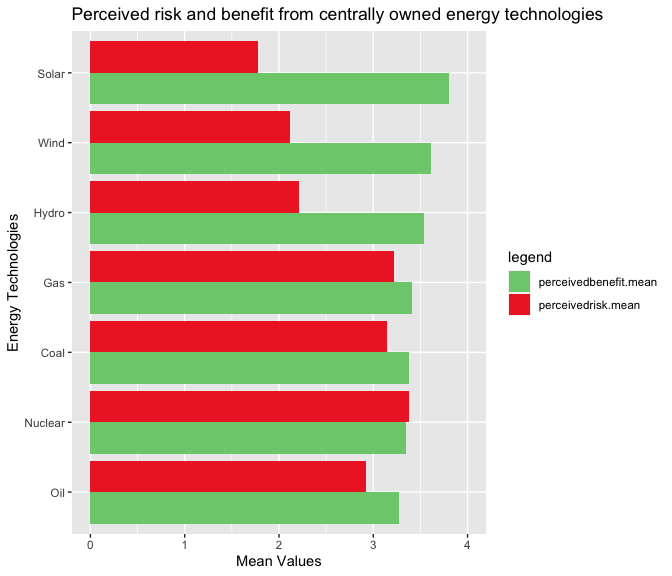 Perceived risk and benefit from centrally owned energy technologies
Energy Technologies
Solar
Wind
Hydro
Gas
Coal
Nuclear
Oil
0 1 2 3 4
Mean Values
legend
perceivedbenefit.mean
perceivedrisk.mean